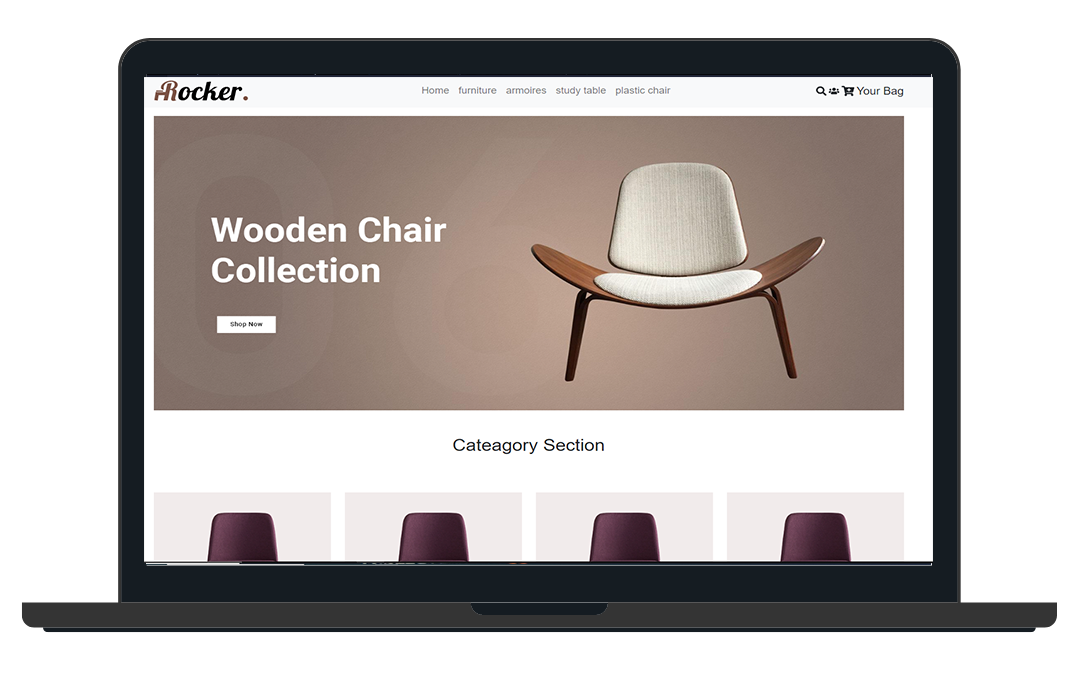 Rocker.
Home furniture armoires study table plastic chair
Your Bag
Wooden Chair
Collection
Shop Now
Cateagory Section